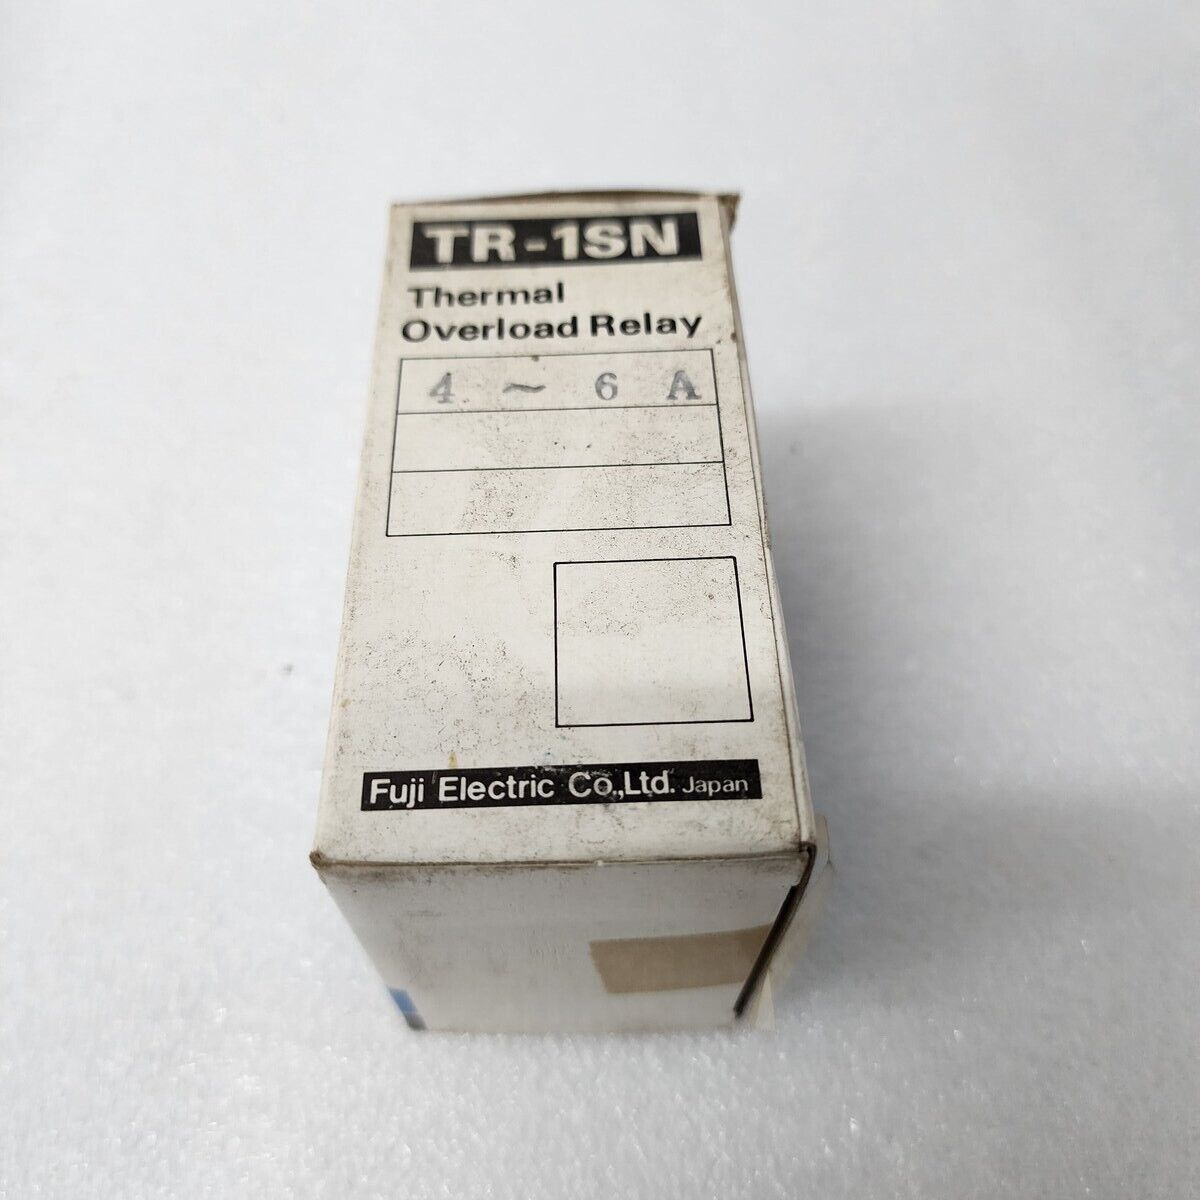 TR-1SN
Thermal
Overload Relay
4 ~ 6 A
Fuji Electric Co.,Ltd. Japan